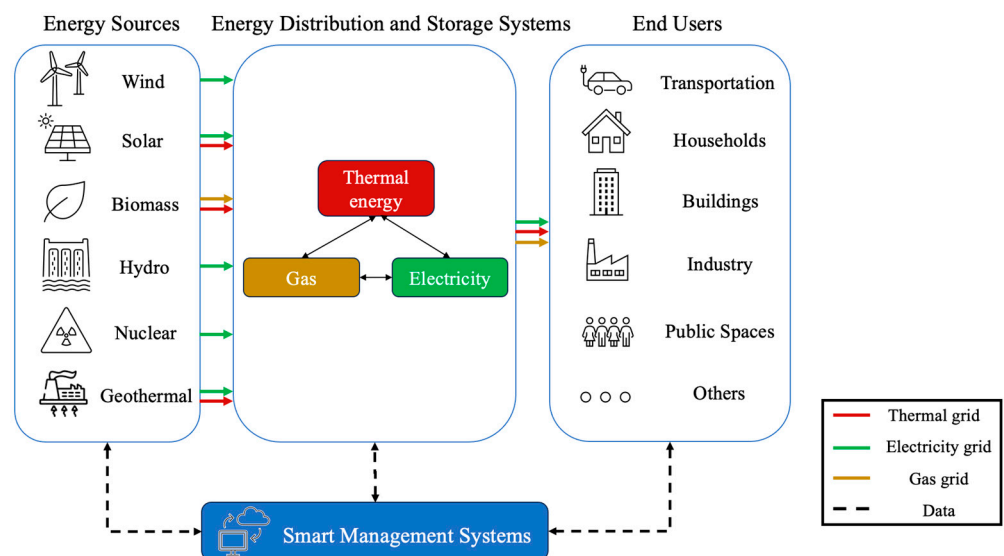 Energy Sources
Energy Distribution and Storage Systems
End Users
Wind
Solar
Biomass
Hydro
Nuclear
Geothermal
Thermal
energy
Gas
Electricity
Transportation
Households
Buildings
Industry
Public Spaces
Others
Thermal grid
Electricity grid
Gas grid
Data
Smart Management Systems